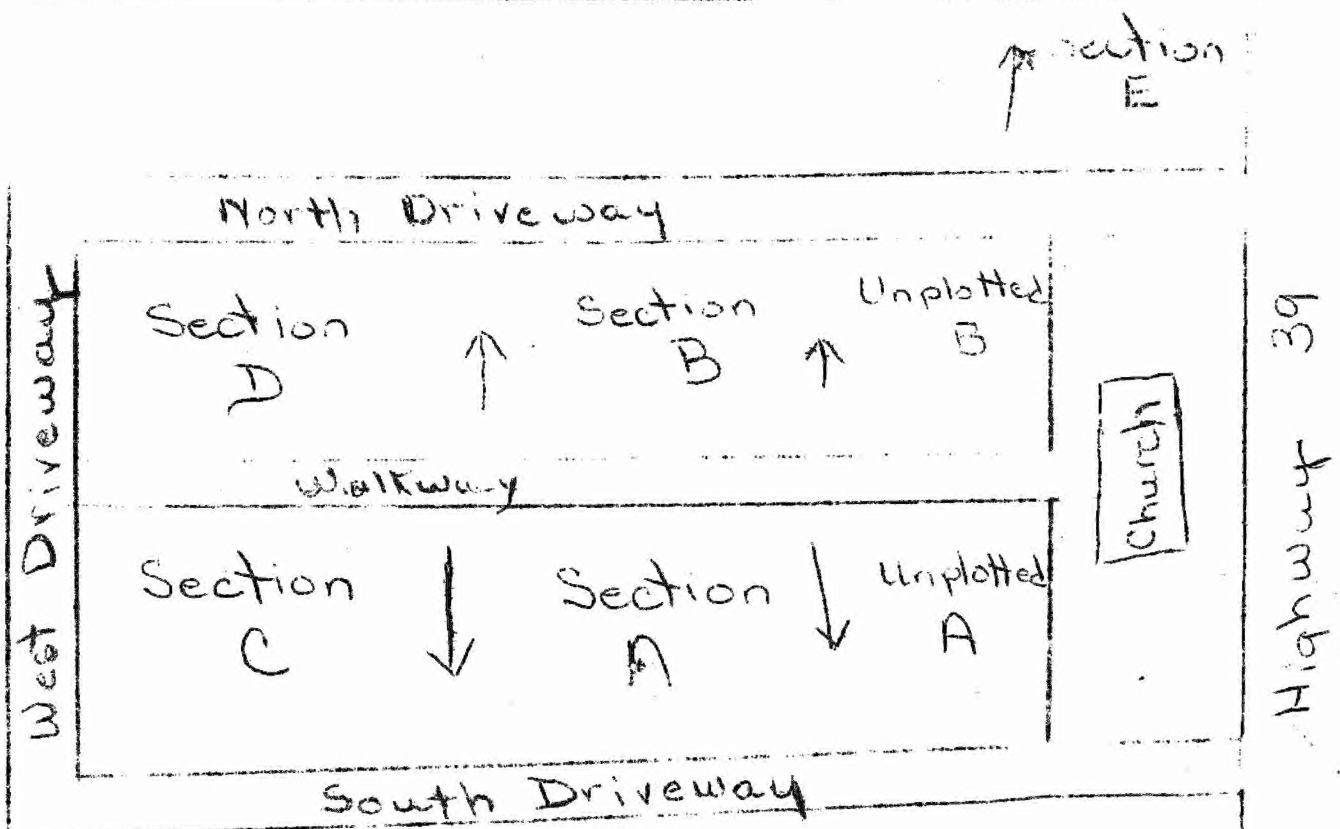 Section
E
North Driveway
Section
D
Section
B
Unplotted
B
West Driveway
Walkway
Church
Highway 39
Section
C
Section
A
Unplotted
A
South Driveway